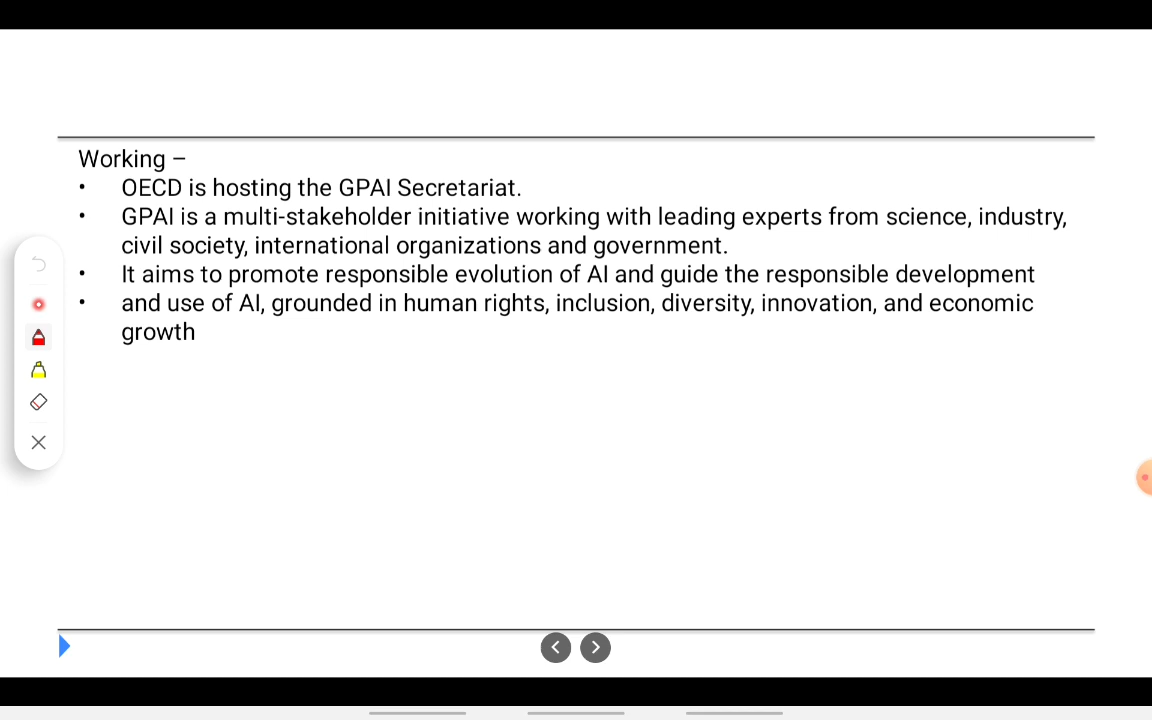 Working –
• OECD is hosting the GPAI Secretariat.
• GPAI is a multi-stakeholder initiative working with leading experts from science, industry,
civil society, international organizations and government.
• It aims to promote responsible evolution of AI and guide the responsible development
• and use of AI, grounded in human rights, inclusion, diversity, innovation, and economic
growth